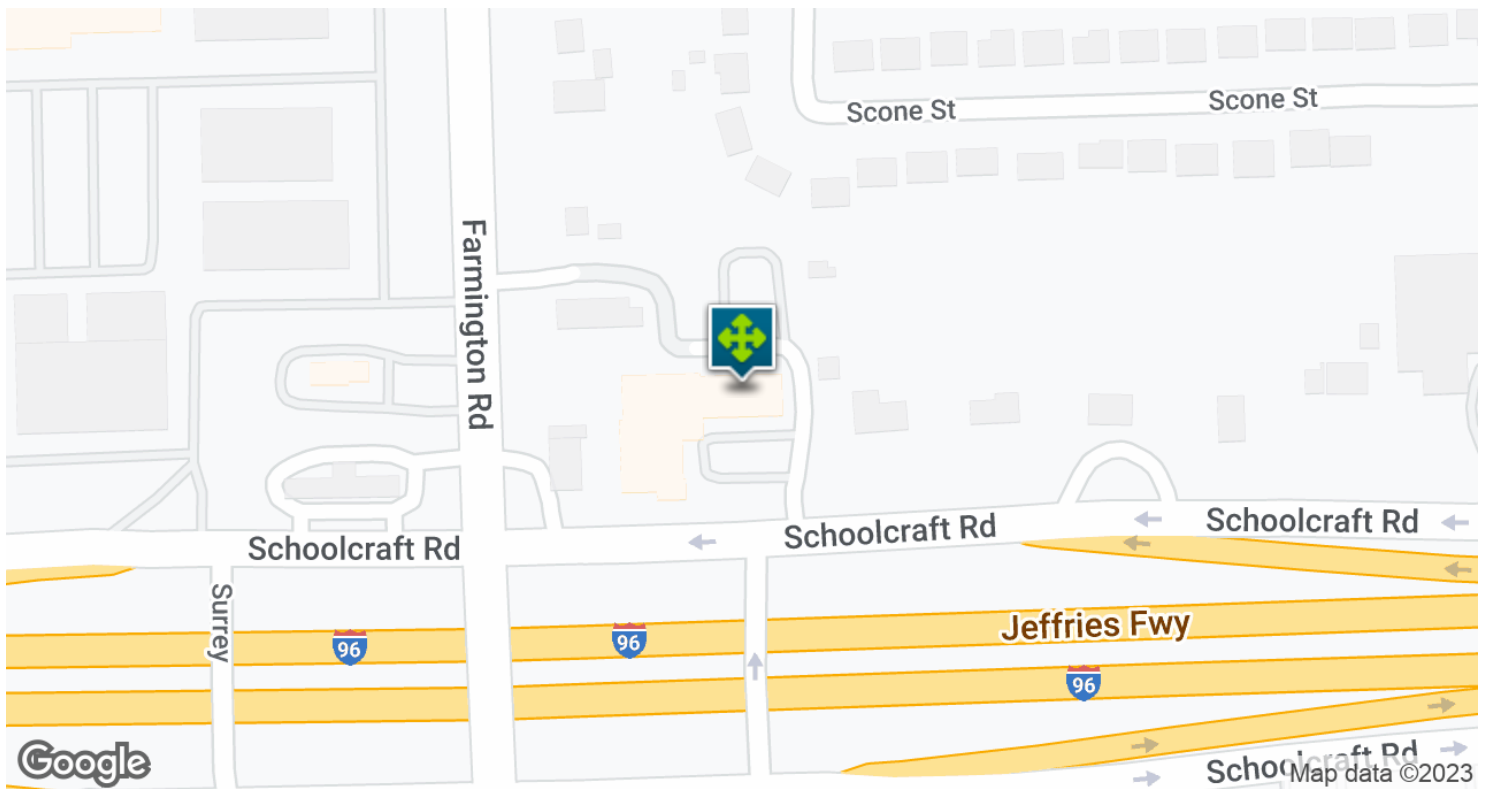 Scone St
Scone St
Farmington Rd
Schoolcraft Rd
Schoolcraft Rd
Schoolcraft Rd
Surrey
Jeffries Fwy
96
96
96
Google
Schoolcraft Rd
Map data ©2023